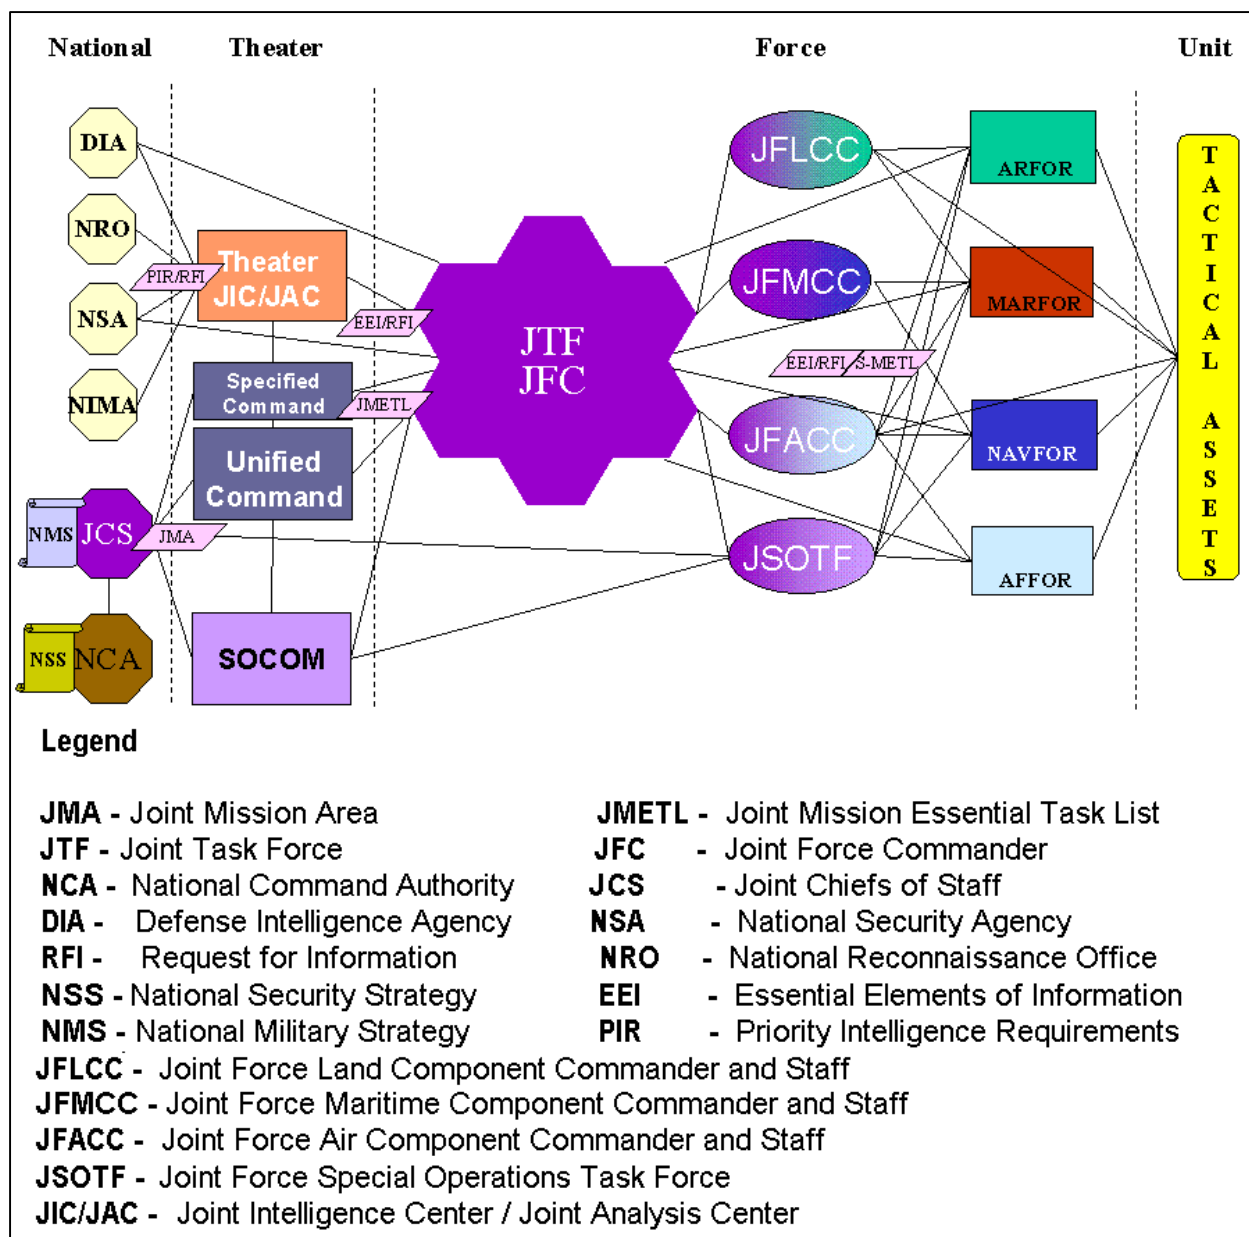 National Theater Force Unit
DIA
NRO
NSA
NIMA
PIR/RFI
Theater
JIC/JAC
EEI/RFI
Specified
Command
JMETL
Unified
Command
NMS
JCS
JMA
NSS
NCA
SOCOM
JTF
JFC
JFLCC
JFMCC
EEI/RFI
S-METL
JFACC
JSOTF
ARFOR
MARFOR
NAVFOR
AFFOR
TACTICAL ASSETS
Legend
JMA - Joint Mission Area
JMETL - Joint Mission Essential Task List
JTF - Joint Task Force
JFC - Joint Force Commander
NCA - National Command Authority
JCS - Joint Chiefs of Staff
DIA - Defense Intelligence Agency
NSA - National Security Agency
RFI - Request for Information
NRO - National Reconnaissance Office
NSS - National Security Strategy
EEI - Essential Elements of Information
NMS - National Military Strategy
PIR - Priority Intelligence Requirements
JFLCC - Joint Force Land Component Commander and Staff
JFMCC - Joint Force Maritime Component Commander and Staff
JFACC - Joint Force Air Component Commander and Staff
JSOTF - Joint Force Special Operations Task Force
JIC/JAC - Joint Intelligence Center / Joint Analysis Center